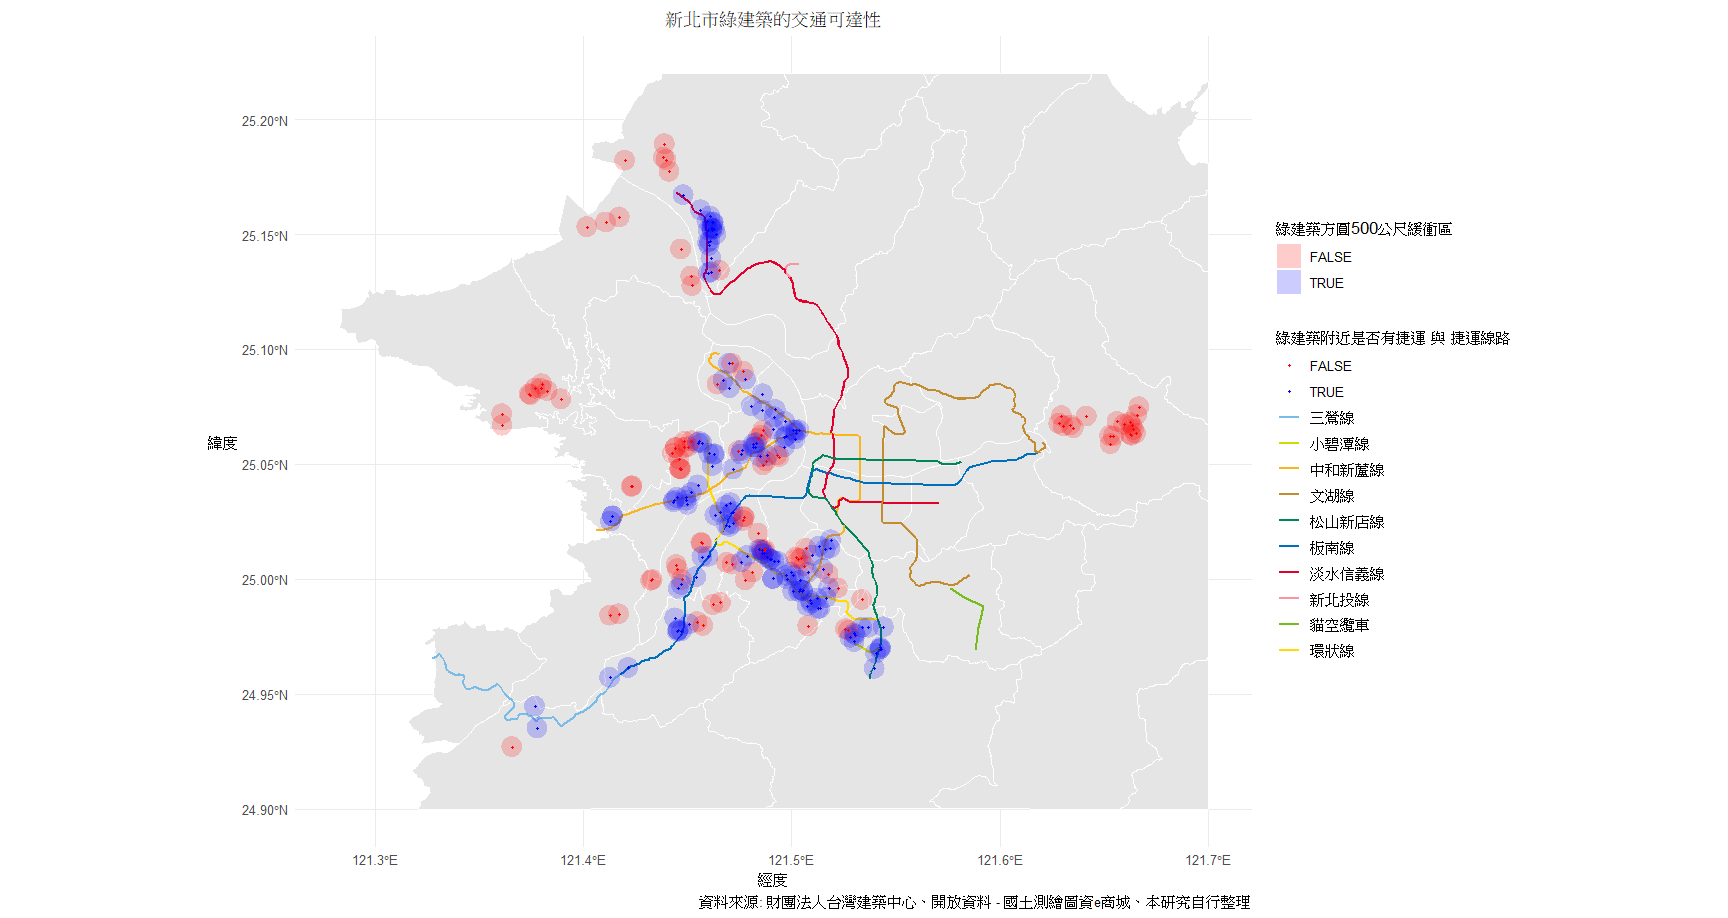 新北市綠建築的交通可達性
25.20°N
25.15°N
25.10°N
25.05°N
25.00°N
24.95°N
24.90°N
緯度
121.3°E
121.4°E
121.5°E
121.6°E
121.7°E
經度
資料來源: 財團法人台灣建築中心、開放資料 - 國土測繪圖資e商城、本研究自行整理
綠建築方圓500公尺緩衝區
FALSE
TRUE
綠建築附近是否有捷運 與 捷運線路
FALSE
TRUE
三鶯線
小碧潭線
中和新蘆線
文湖線
松山新店線
板南線
淡水信義線
新北投線
貓空纜車
環狀線